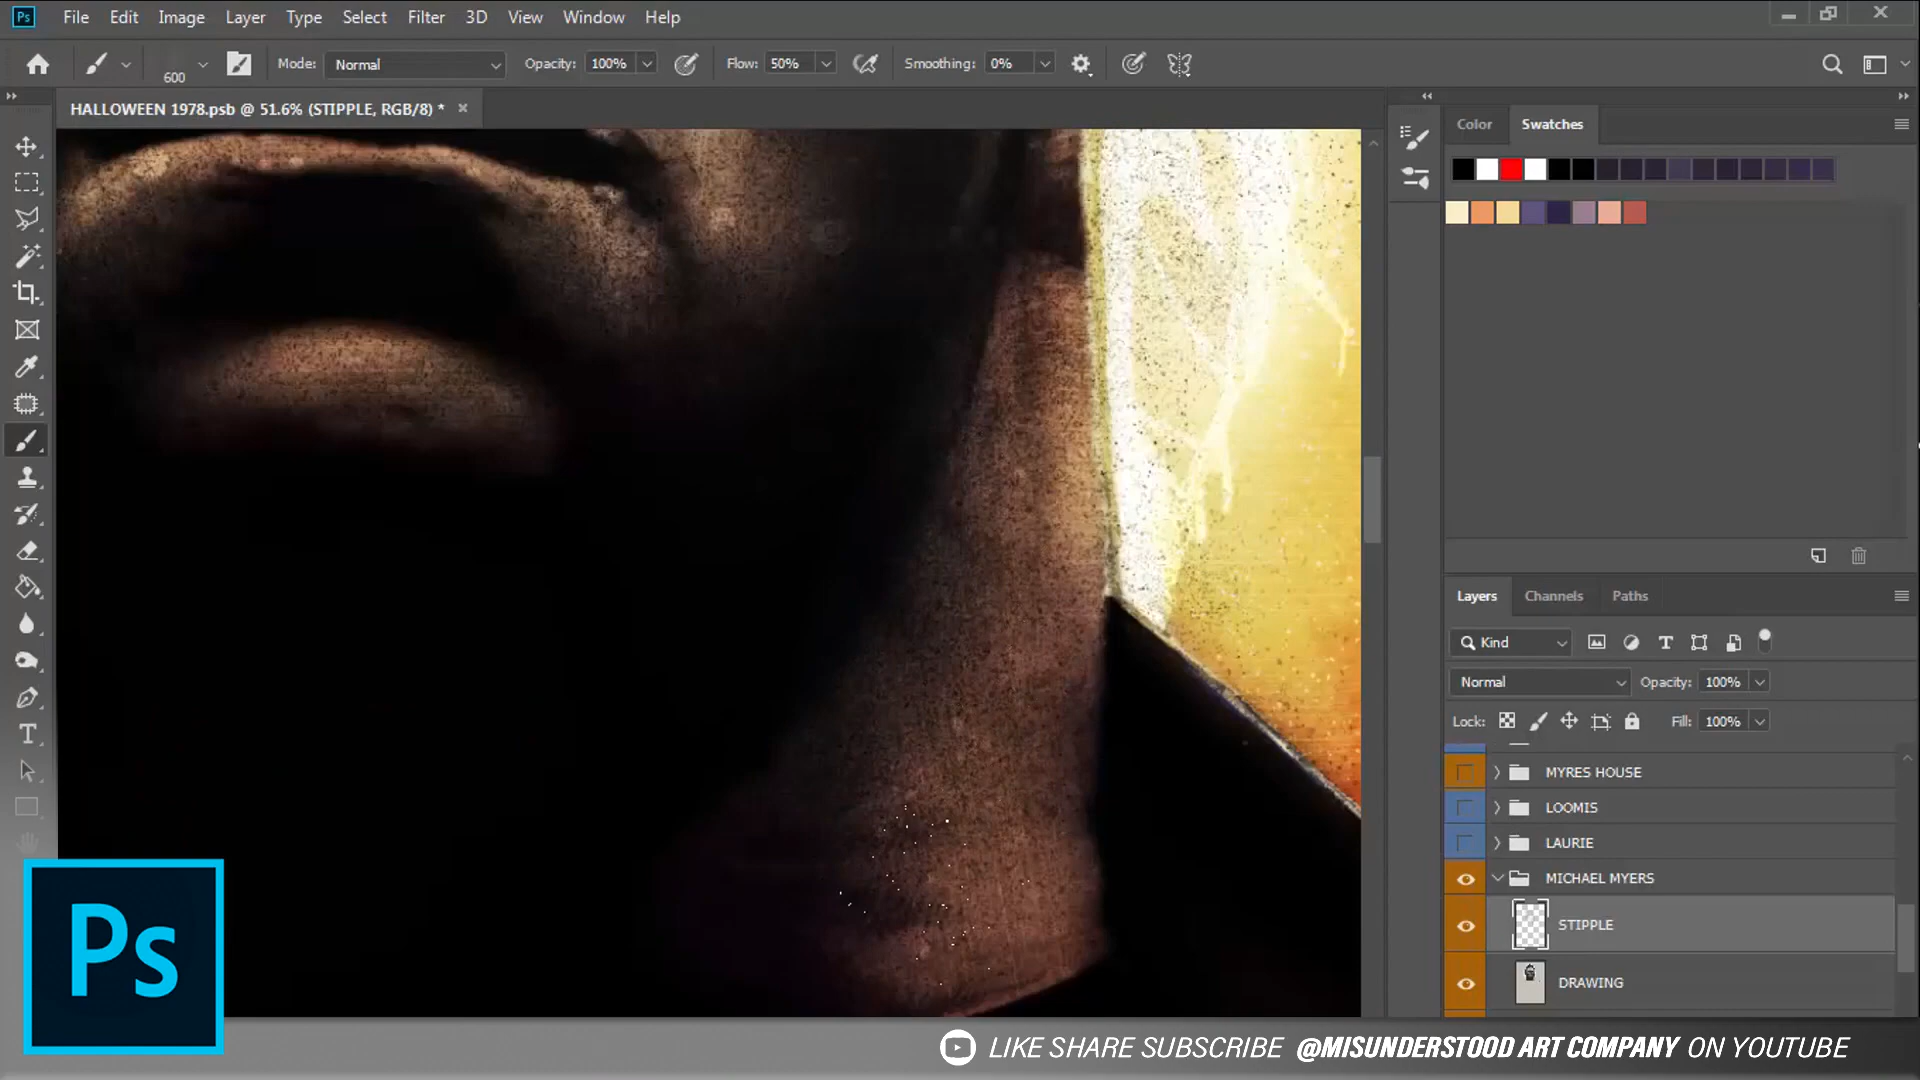 Ps File Edit Image Layer Type Select Filter 3D View Window Help
600 Mode: Normal Opacity: 100% Flow: 50% Smoothing: 0%
HALLOWEEN 1978.psb @ 51.6% (STIPPLE, RGB/8) *
Color Swatches
Layers Channels Paths
Kind
Normal Opacity: 100%
Lock: Fill: 100%
MYRES HOUSE
LOOMIS
LAURIE
MICHAEL MYERS
STIPPLE
DRAWING
Ps
LIKE SHARE SUBSCRIBE @MISUNDERSTOOD ART COMPANY ON YOUTUBE